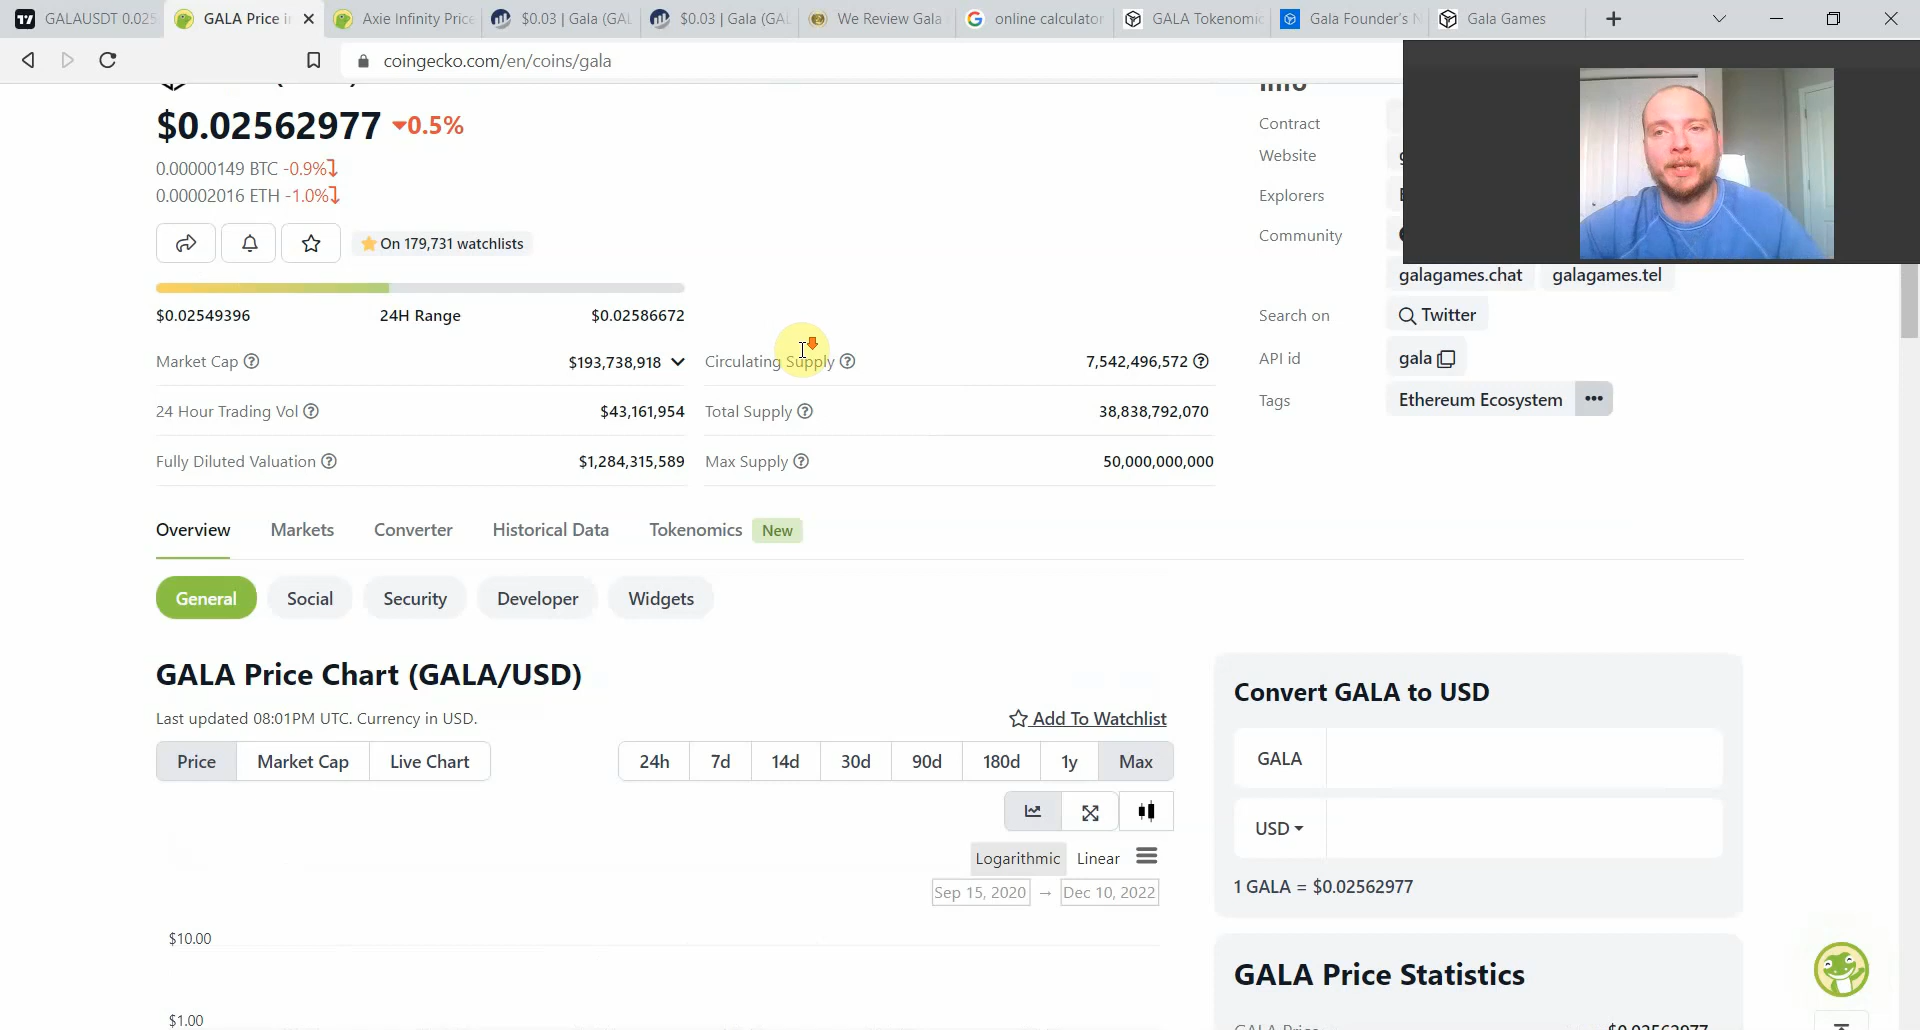 GALAUSDT 0.025
GALA Price i
Axie Infinity Price
$0.03 | Gala (GAL
$0.03 | Gala (GAL
We Review Gala
online calculator
GALA Tokenomic
Gala Founder's N
Gala Games
coingecko.com/en/coins/gala
$0.02562977
0.5%
0.00000149 BTC -0.9%
0.00002016 ETH -1.0%
On 179,731 watchlists
$0.02549396
24H Range
$0.02586672
Market Cap
$193,738,918
Circulating Supply
7,542,496,572
24 Hour Trading Vol
$43,161,954
Total Supply
38,838,792,070
Fully Diluted Valuation
$1,284,315,589
Max Supply
50,000,000,000
Info
Contract
Website
Explorers
Community
galagames.chat
galagames.tel
Search on
Twitter
API id
gala
Tags
Ethereum Ecosystem
Overview
Markets
Converter
Historical Data
Tokenomics
New
General
Social
Security
Developer
Widgets
GALA Price Chart (GALA/USD)
Last updated 08:01PM UTC. Currency in USD.
Add To Watchlist
Price
Market Cap
Live Chart
24h
7d
14d
30d
90d
180d
1y
Max
Logarithmic
Linear
Sep 15, 2020 → Dec 10, 2022
$10.00
$1.00
Convert GALA to USD
GALA
USD
1 GALA = $0.02562977
GALA Price Statistics
GALA Price
$0.02562977